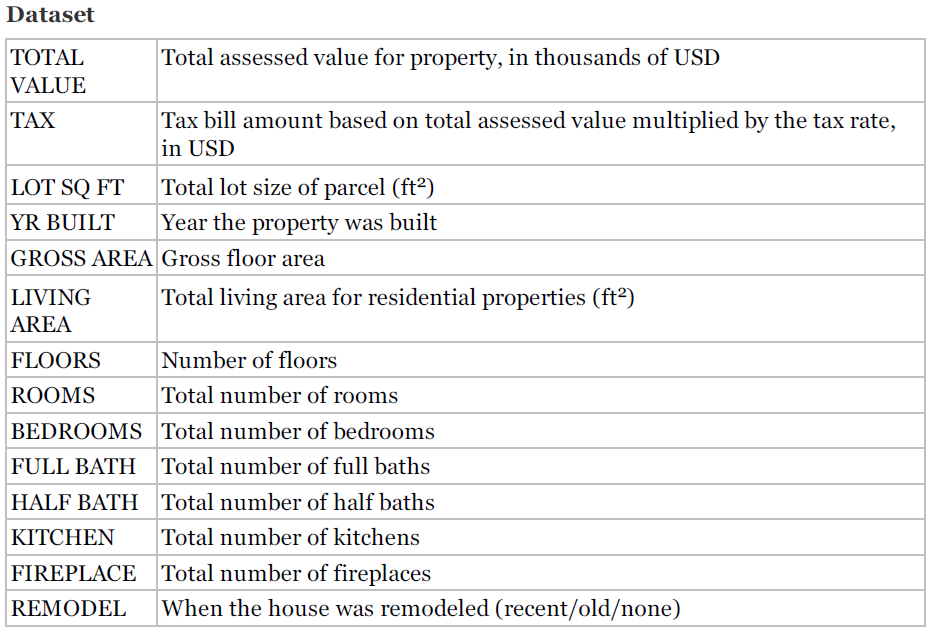 Dataset
TOTAL VALUE Total assessed value for property, in thousands of USD
TAX Tax bill amount based on total assessed value multiplied by the tax rate,
in USD
LOT SQ FT Total lot size of parcel (ft²)
YR BUILT Year the property was built
GROSS AREA Gross floor area
LIVING AREA Total living area for residential properties (ft²)
FLOORS Number of floors
ROOMS Total number of rooms
BEDROOMS Total number of bedrooms
FULL BATH Total number of full baths
HALF BATH Total number of half baths
KITCHEN Total number of kitchens
FIREPLACE Total number of fireplaces
REMODEL When the house was remodeled (recent/old/none)